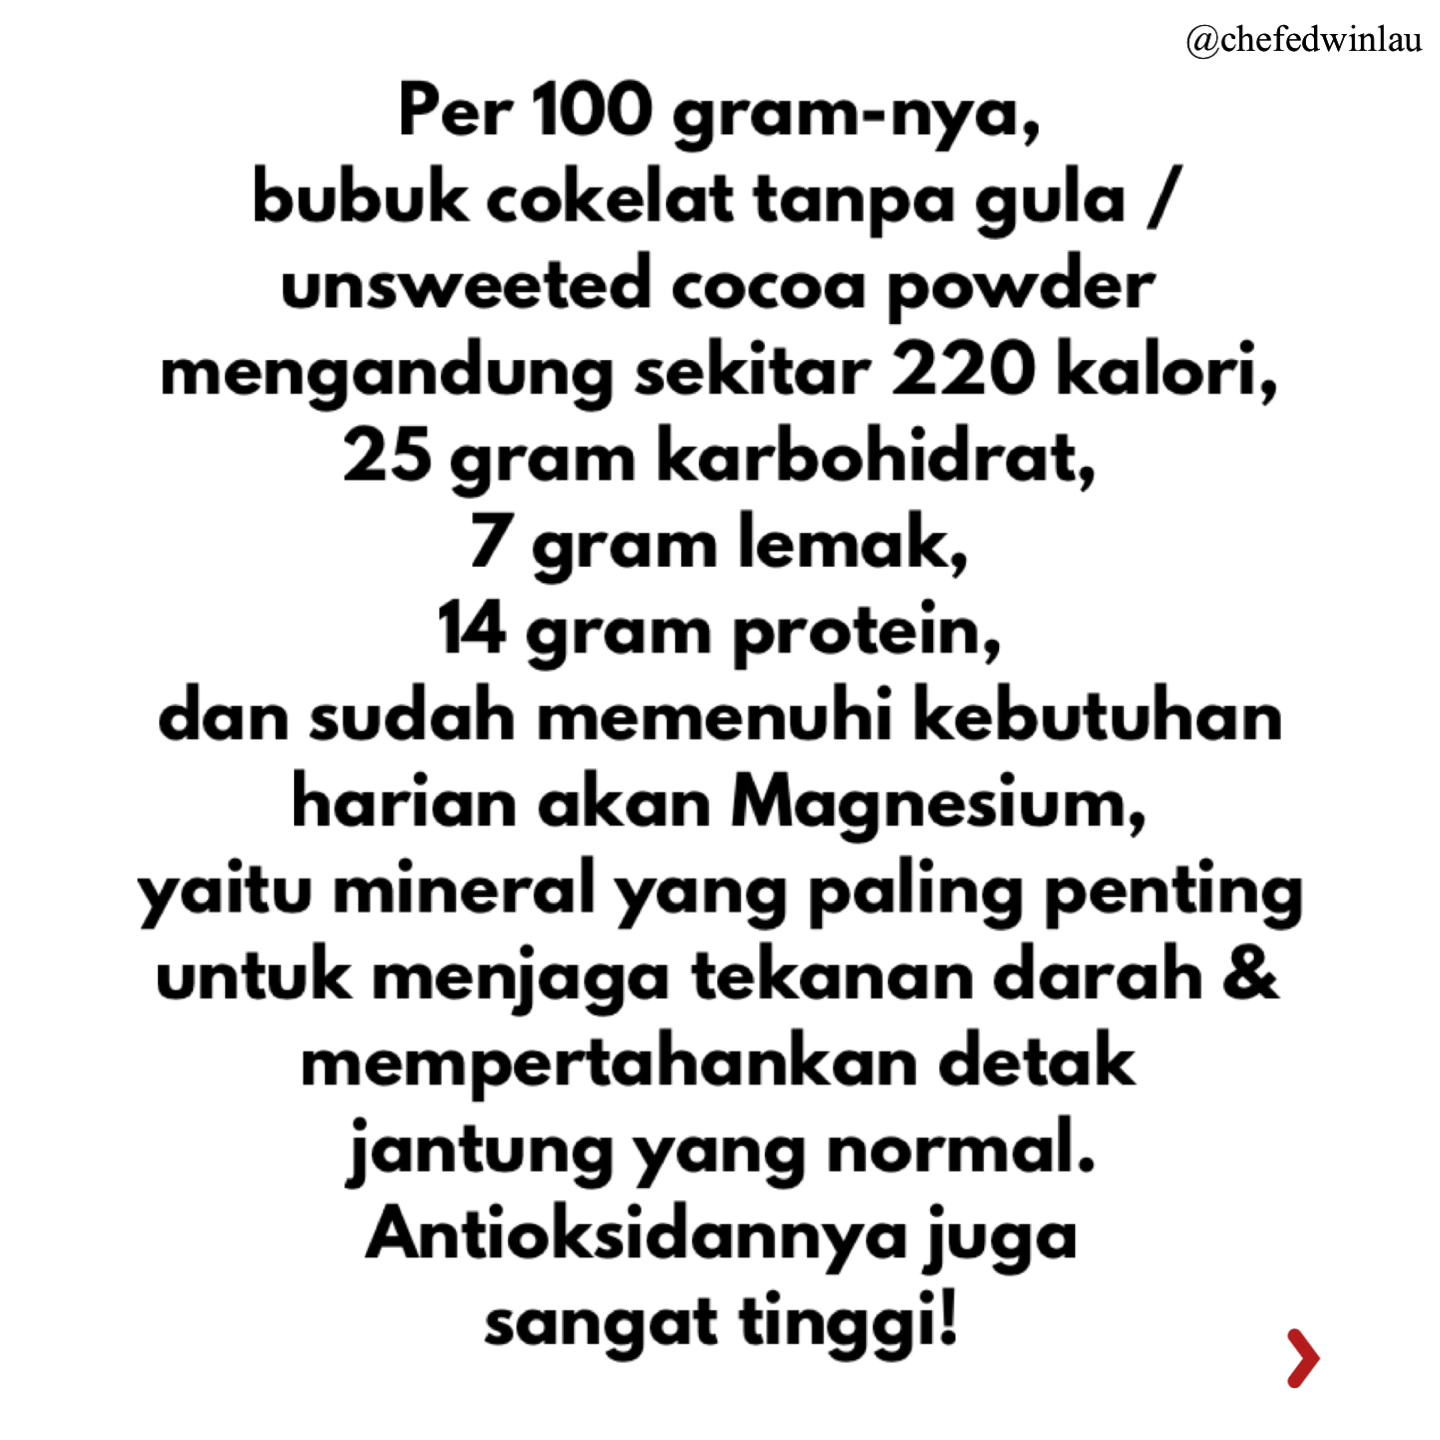 @chefedwinlau
Per 100 gram-nya,
bubuk cokelat tanpa gula /
unsweeted cocoa powder
mengandung sekitar 220 kalori,
25 gram karbohidrat,
7 gram lemak,
14 gram protein,
dan sudah memenuhi kebutuhan
harian akan Magnesium,
yaitu mineral yang paling penting
untuk menjaga tekanan darah &
mempertahankan detak
jantung yang normal.
Antioksidannya juga
sangat tinggi!